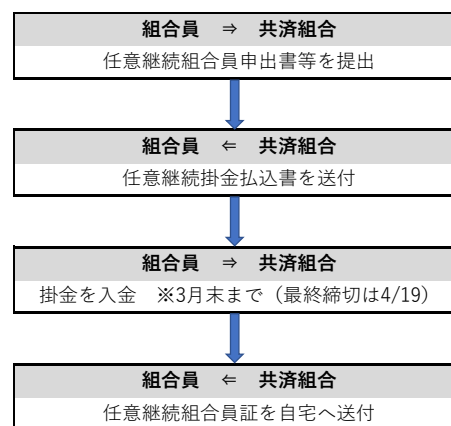 組合員 ⇒ 共済組合
任意継続組合員申出書等を提出
組合員 ⇐ 共済組合
任意継続掛金払込書を送付
組合員 ⇒ 共済組合
掛金を入金 ※3月末まで（最終締切は4/19）
組合員 ⇐ 共済組合
任意継続組合員証を自宅へ送付